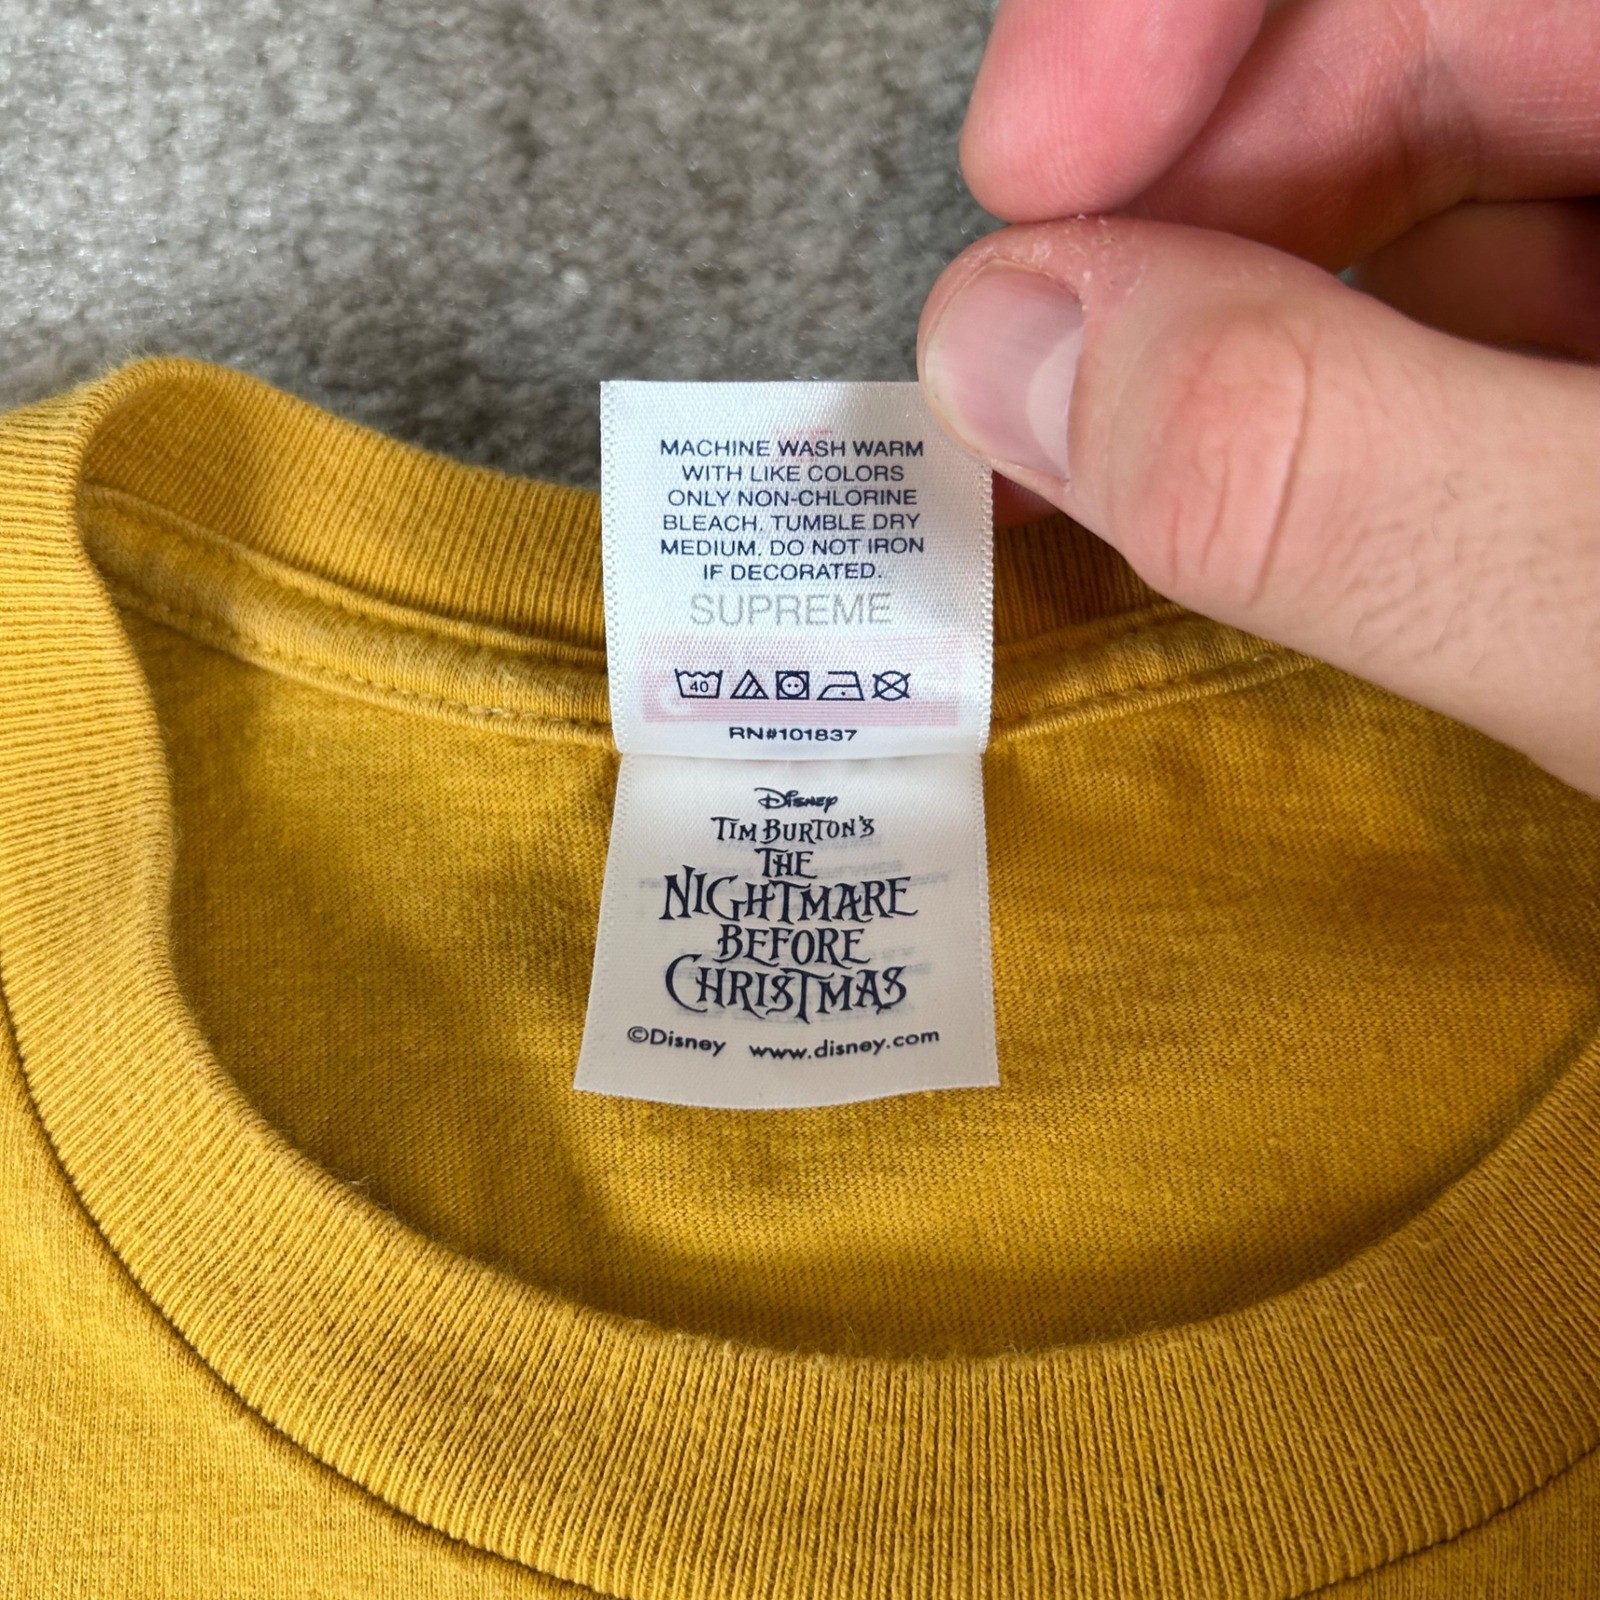 MACHINE WASH WARM
WITH LIKE COLORS
ONLY NON-CHLORINE
BLEACH. TUMBLE DRY
MEDIUM. DO NOT IRON
IF DECORATED.
SUPREME
40
RN#101837
Disney
TIM BURTON'S
THE
NIGHTMARE
BEFORE
CHRISTMAS
©Disney www.disney.com